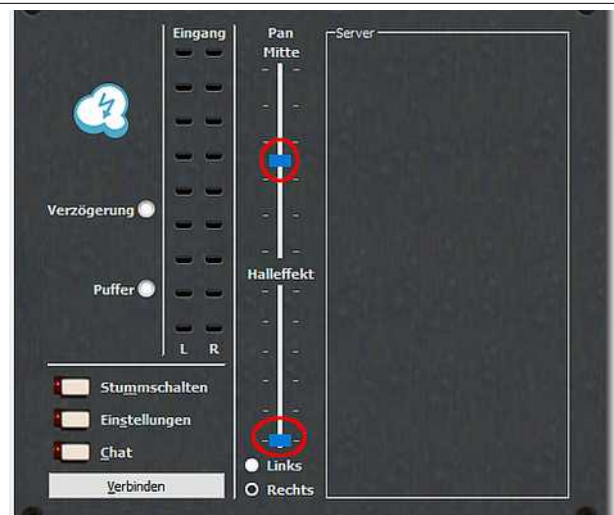 Eingang
Pan
Mitte
Server
Verzögerung
Halleffekt
Puffer
L R
Stummschalten
Einstellungen
Chat
Links
Verbinden
Rechts